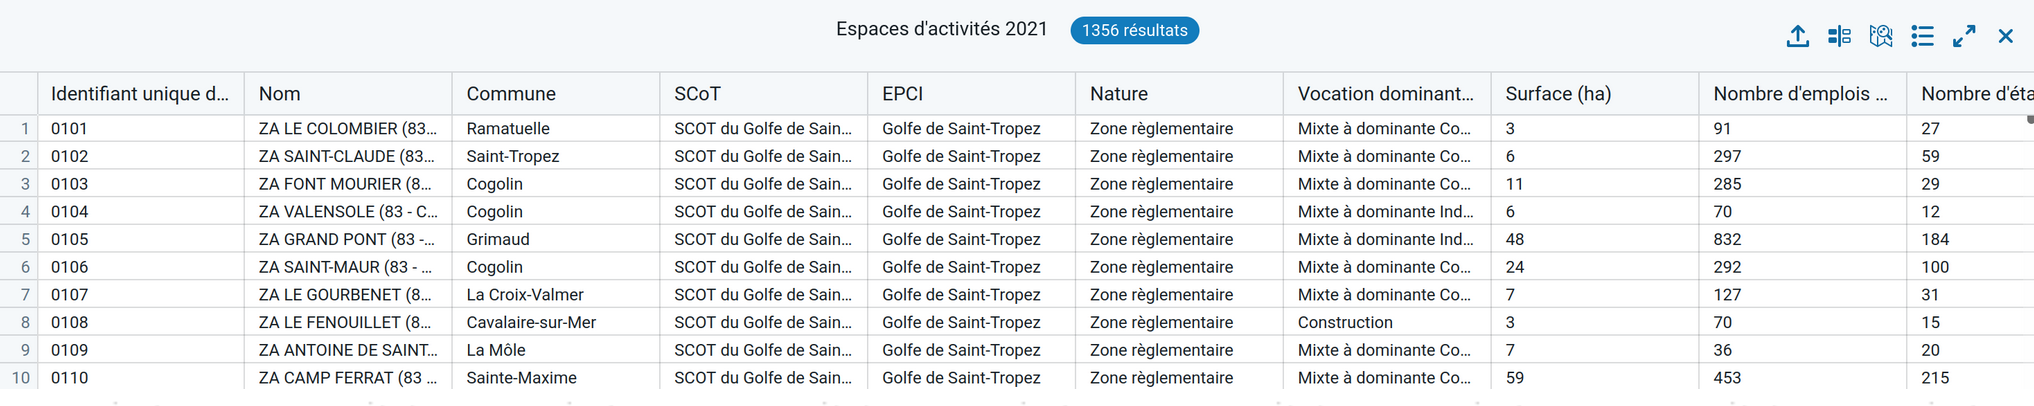 Espaces d'activités 2021 1356 résultats
Identifiant unique d... Nom Commune SCoT EPCI Nature Vocation dominant... Surface (ha) Nombre d'emplois ... Nombre d'éta
1 0101 ZA LE COLOMBIER (83... Ramatuelle SCOT du Golfe de Sain... Golfe de Saint-Tropez Zone règlementaire Mixte à dominante Co... 3 91 27
2 0102 ZA SAINT-CLAUDE (83... Saint-Tropez SCOT du Golfe de Sain... Golfe de Saint-Tropez Zone règlementaire Mixte à dominante Co... 6 297 59
3 0103 ZA FONT MOURIER (8... Cogolin SCOT du Golfe de Sain... Golfe de Saint-Tropez Zone règlementaire Mixte à dominante Co... 11 285 29
4 0104 ZA VALENSOLE (83 - C... Cogolin SCOT du Golfe de Sain... Golfe de Saint-Tropez Zone règlementaire Mixte à dominante Ind... 6 70 12
5 0105 ZA GRAND PONT (83 -... Grimaud SCOT du Golfe de Sain... Golfe de Saint-Tropez Zone règlementaire Mixte à dominante Ind... 48 832 184
6 0106 ZA SAINT-MAUR (83 - ... Cogolin SCOT du Golfe de Sain... Golfe de Saint-Tropez Zone règlementaire Mixte à dominante Co... 24 292 100
7 0107 ZA LE GOURBENET (8... La Croix-Valmer SCOT du Golfe de Sain... Golfe de Saint-Tropez Zone règlementaire Mixte à dominante Co... 7 127 31
8 0108 ZA LE FENOUILLET (8... Cavalaire-sur-Mer SCOT du Golfe de Sain... Golfe de Saint-Tropez Zone règlementaire Construction 3 70 15
9 0109 ZA ANTOINE DE SAINT... La Môle SCOT du Golfe de Sain... Golfe de Saint-Tropez Zone règlementaire Mixte à dominante Co... 7 36 20
10 0110 ZA CAMP FERRAT (83 ... Sainte-Maxime SCOT du Golfe de Sain... Golfe de Saint-Tropez Zone règlementaire Mixte à dominante Co... 59 453 215